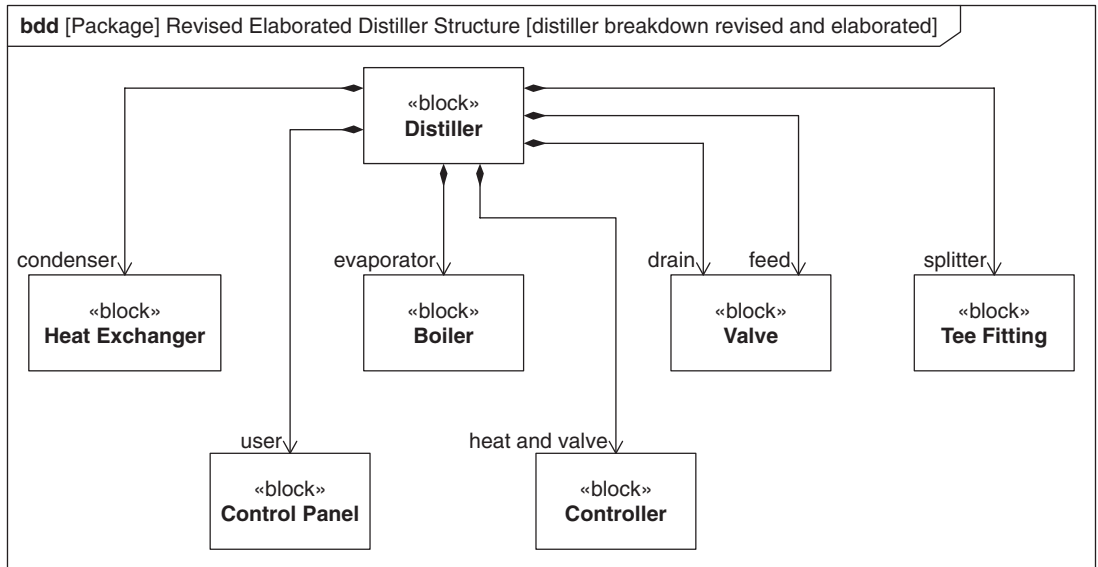 bdd [Package] Revised Elaborated Distiller Structure [distiller breakdown revised and elaborated]
«block»
Distiller
condenser
evaporator
drain
feed
splitter
«block»
Heat Exchanger
«block»
Boiler
«block»
Valve
«block»
Tee Fitting
user
heat and valve
«block»
Control Panel
«block»
Controller